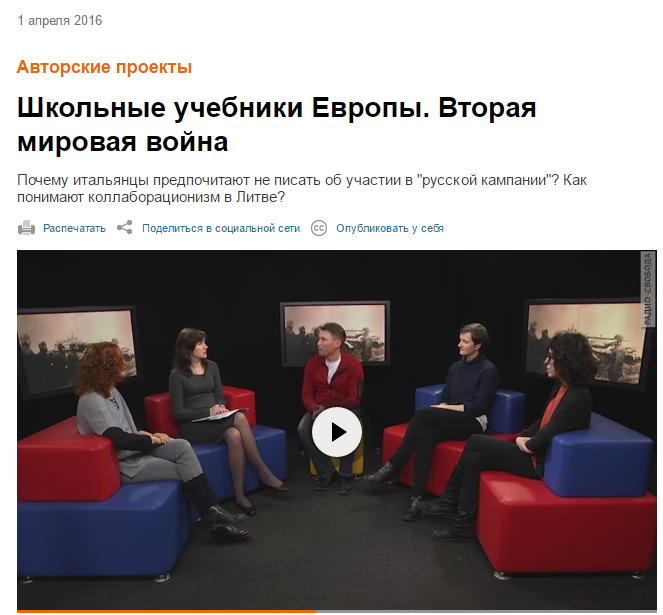 1 апреля 2016
Авторские проекты
Школьные учебники Европы. Вторая
мировая война
Почему итальянцы предпочитают не писать об участии в "русской кампании"? Как
понимают коллаборационизм в Литве?
Распечатать Поделиться в социальной сети cc Опубликовать у себя
РАДИО СВОБОДА